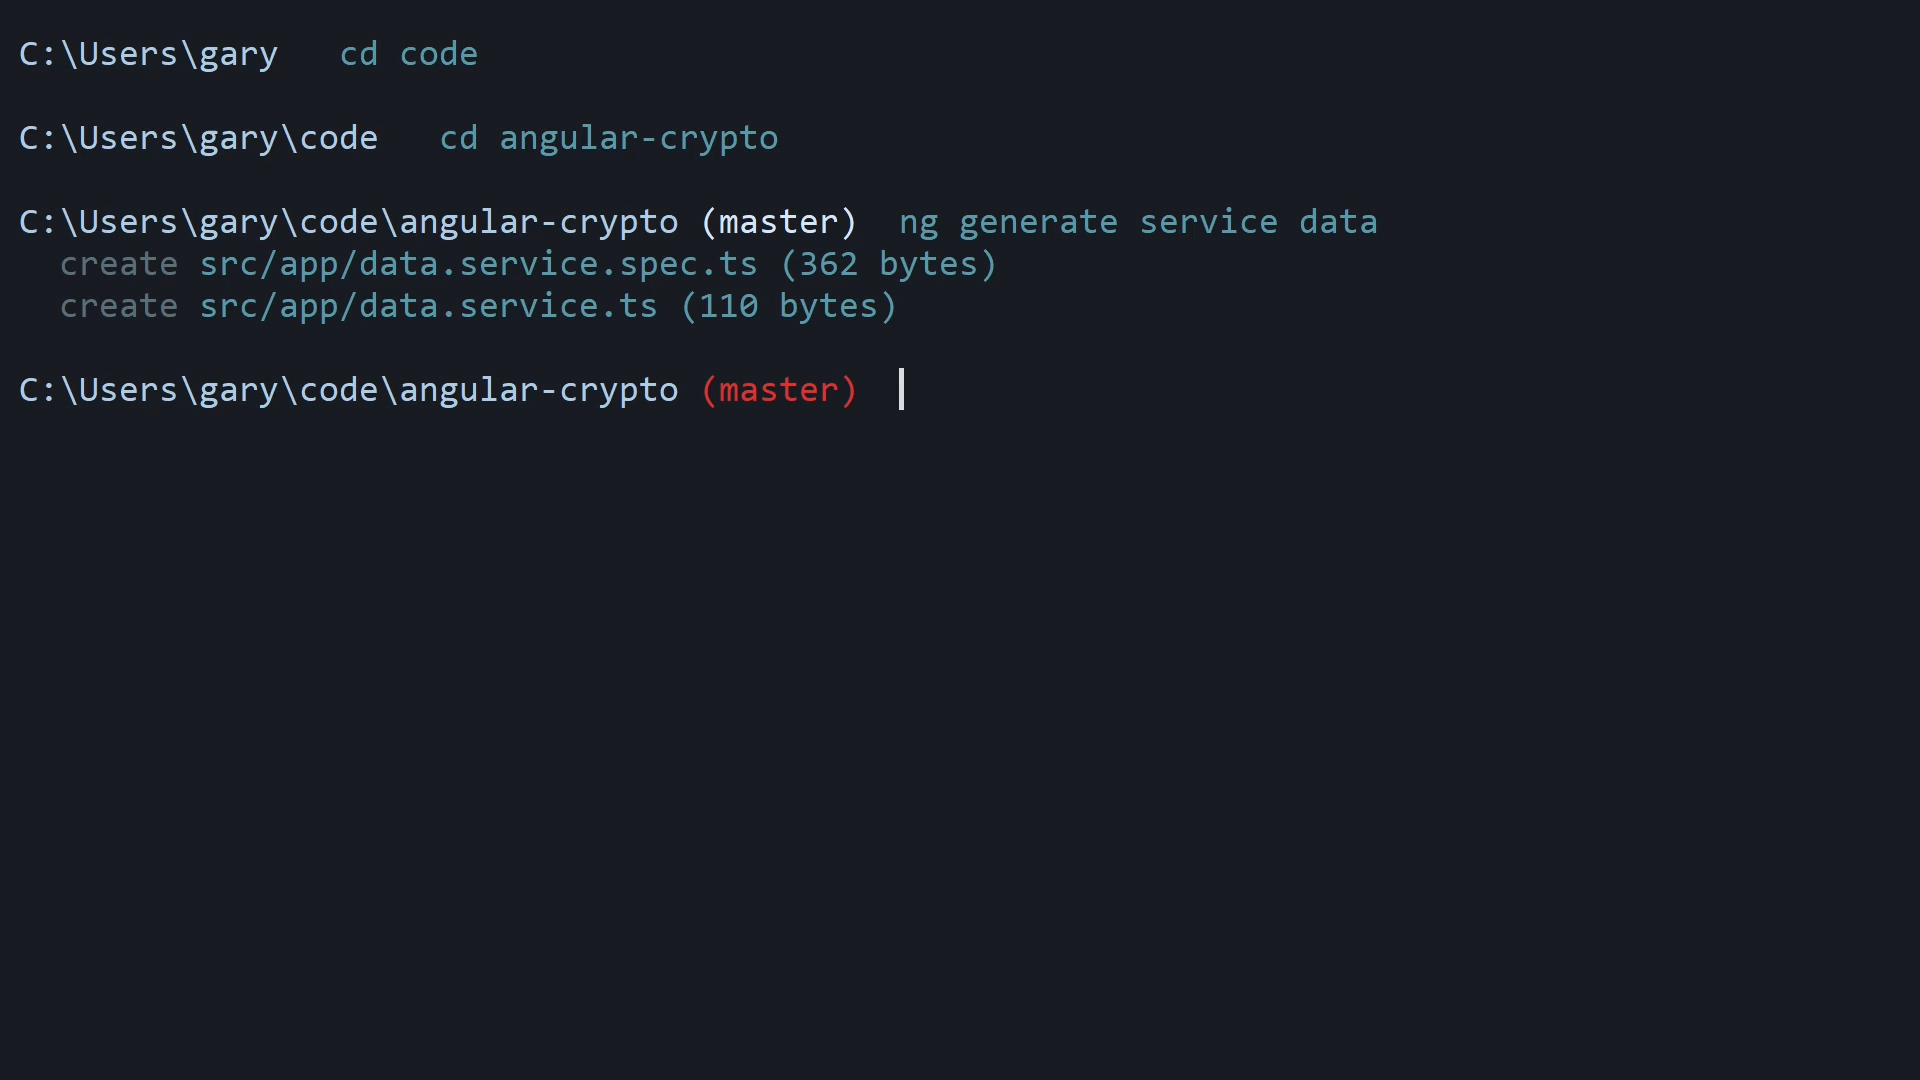 C:\Users\gary   cd code
C:\Users\gary\code   cd angular-crypto
C:\Users\gary\code\angular-crypto (master)  ng generate service data
  create src/app/data.service.spec.ts (362 bytes)
  create src/app/data.service.ts (110 bytes)
C:\Users\gary\code\angular-crypto (master)